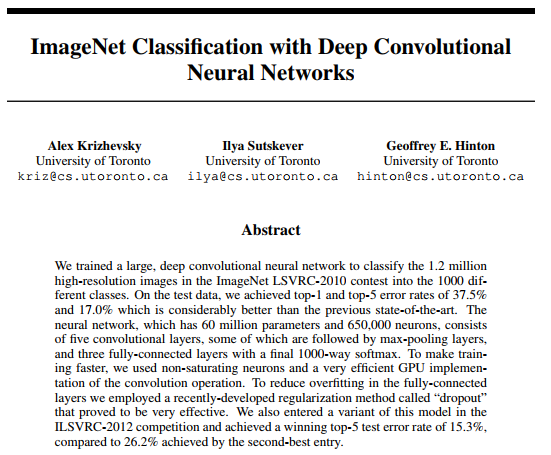 ImageNet Classification with Deep Convolutional
Neural Networks
Alex Krizhevsky
University of Toronto
kriz@cs.utoronto.ca
Ilya Sutskever
University of Toronto
ilya@cs.utoronto.ca
Geoffrey E. Hinton
University of Toronto
hinton@cs.utoronto.ca
Abstract
We trained a large, deep convolutional neural network to classify the 1.2 million
high-resolution images in the ImageNet LSVRC-2010 contest into the 1000 dif-
ferent classes. On the test data, we achieved top-1 and top-5 error rates of 37.5%
and 17.0% which is considerably better than the previous state-of-the-art. The
neural network, which has 60 million parameters and 650,000 neurons, consists
of five convolutional layers, some of which are followed by max-pooling layers,
and three fully-connected layers with a final 1000-way softmax. To make train-
ing faster, we used non-saturating neurons and a very efficient GPU implemen-
tation of the convolution operation. To reduce overfitting in the fully-connected
layers we employed a recently-developed regularization method called “dropout”
that proved to be very effective. We also entered a variant of this model in the
ILSVRC-2012 competition and achieved a winning top-5 test error rate of 15.3%,
compared to 26.2% achieved by the second-best entry.